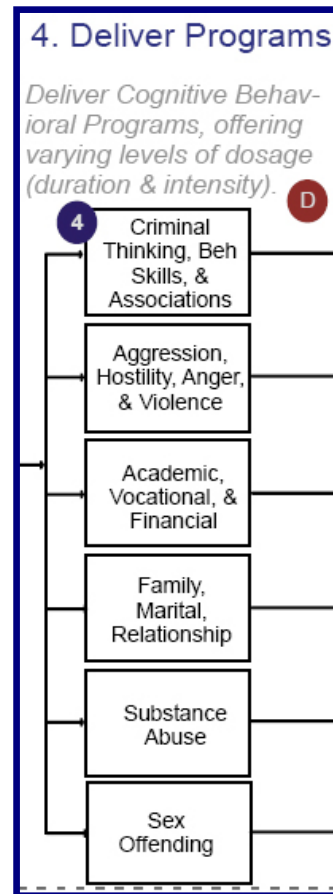 4. Deliver Programs
Deliver Cognitive Behav-
ioral Programs, offering
varying levels of dosage
(duration & intensity).
D
4
Criminal
Thinking, Beh
Skills, &
Associations
Aggression,
Hostility, Anger,
& Violence
Academic,
Vocational, &
Financial
Family,
Marital,
Relationship
Substance
Abuse
Sex
Offending